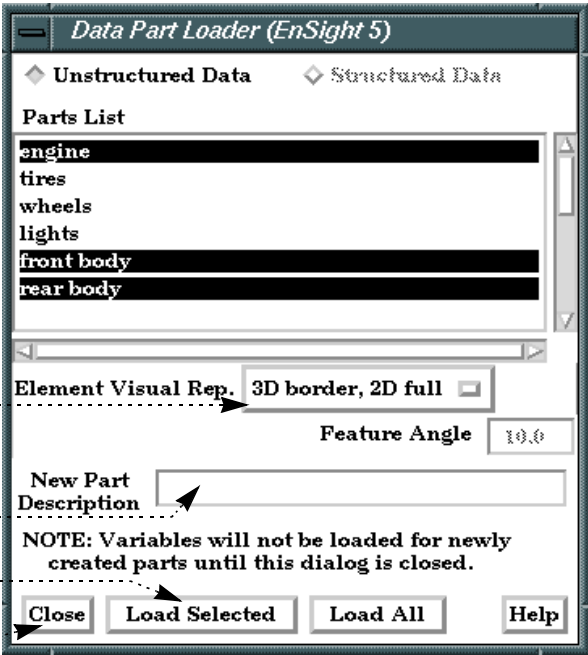 Data Part Loader (EnSight 5)
Unstructured Data Structured Data
Parts List
engine
tires
wheels
lights
front body
rear body
Element Visual Rep. 3D border, 2D full
Feature Angle 10.0
New Part
Description
NOTE: Variables will not be loaded for newly
created parts until this dialog is closed.
Close Load Selected Load All Help